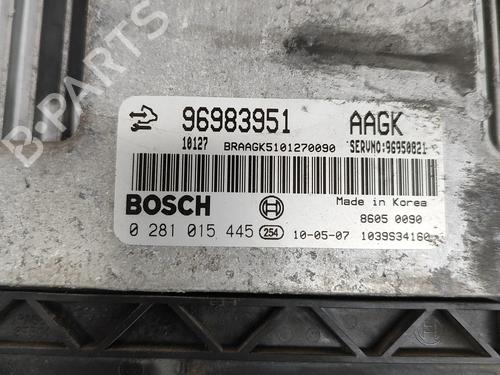 B-PARTS
96983951 AAGK
10127 BRAAGK5101270090 SERVNO:96950821
BOSCH Made in Korea
8605 0090
0 281 015 445 254 10-05-07 1039S34160